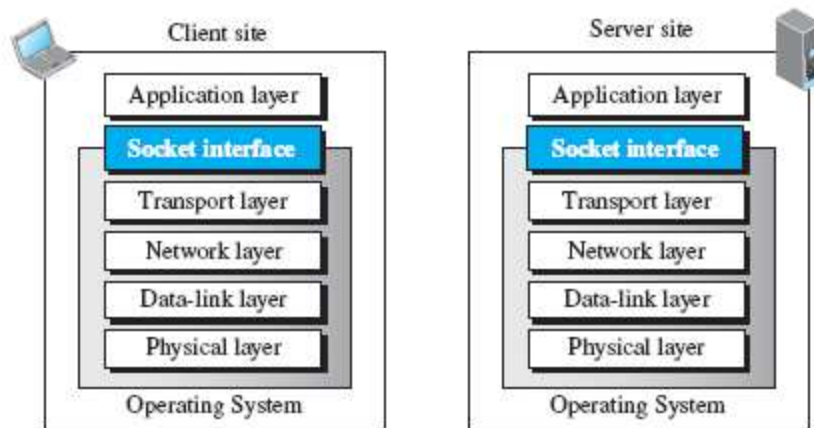 Client site
Application layer
Socket interface
Transport layer
Network layer
Data-link layer
Physical layer
Operating System
Server site
Application layer
Socket interface
Transport layer
Network layer
Data-link layer
Physical layer
Operating System